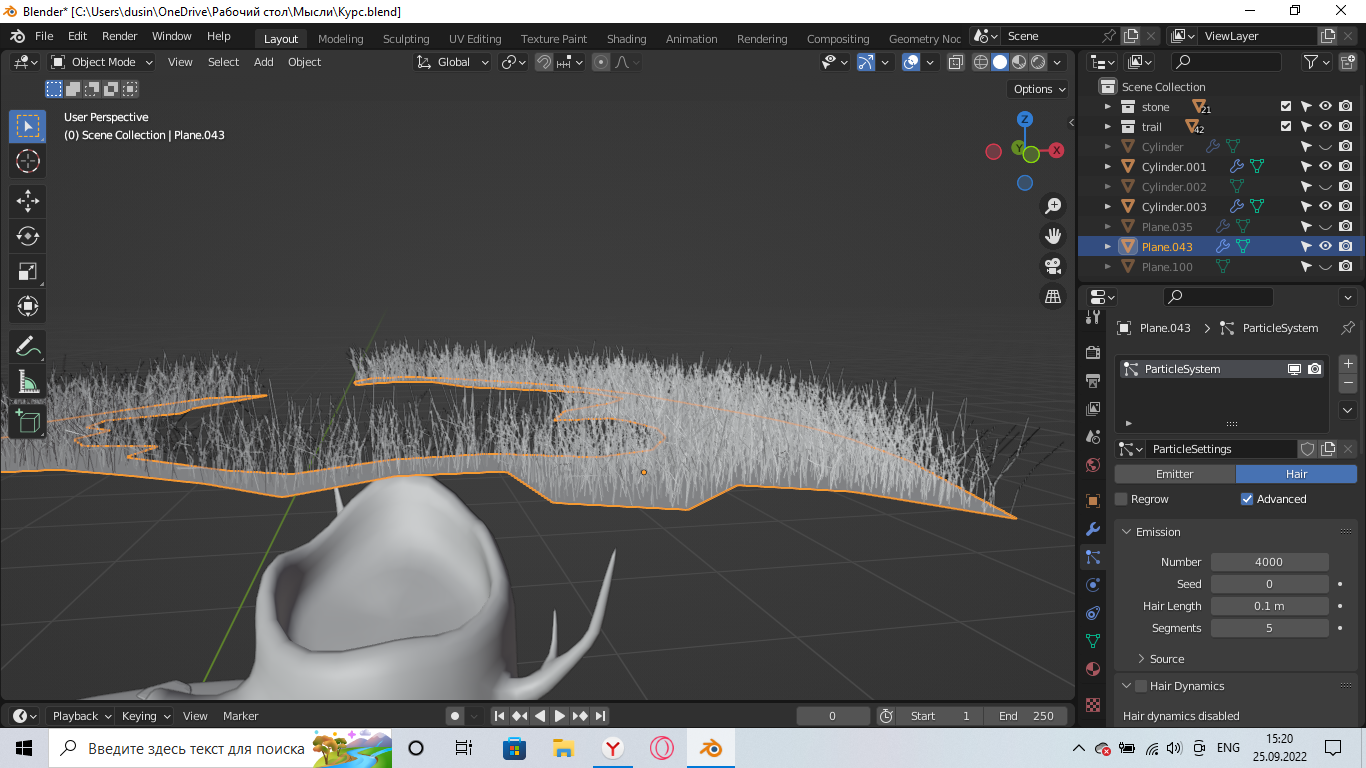 Blender* [C:\Users\dusin\OneDrive\Рабочий стол\Мысли\Курс.blend]
File Edit Render Window Help Layout Modeling Sculpting UV Editing Texture Paint Shading Animation Rendering Compositing Geometry Noc Scene ViewLayer
Object Mode View Select Add Object Global
Options
User Perspective
(0) Scene Collection | Plane.043
Z
Y
X
Scene Collection
stone 21
trail 42
Cylinder
Cylinder.001
Cylinder.002
Cylinder.003
Plane.035
Plane.043
Plane.100
Plane.043 ParticleSystem
ParticleSystem
ParticleSettings
Emitter Hair
Regrow Advanced
Emission
Number 4000
Seed 0
Hair Length 0.1 m
Segments 5
Source
Hair Dynamics
Hair dynamics disabled
Playback Keying View Marker 0 Start 1 End 250
Введите здесь текст для поиска
ENG
15:20
25.09.2022